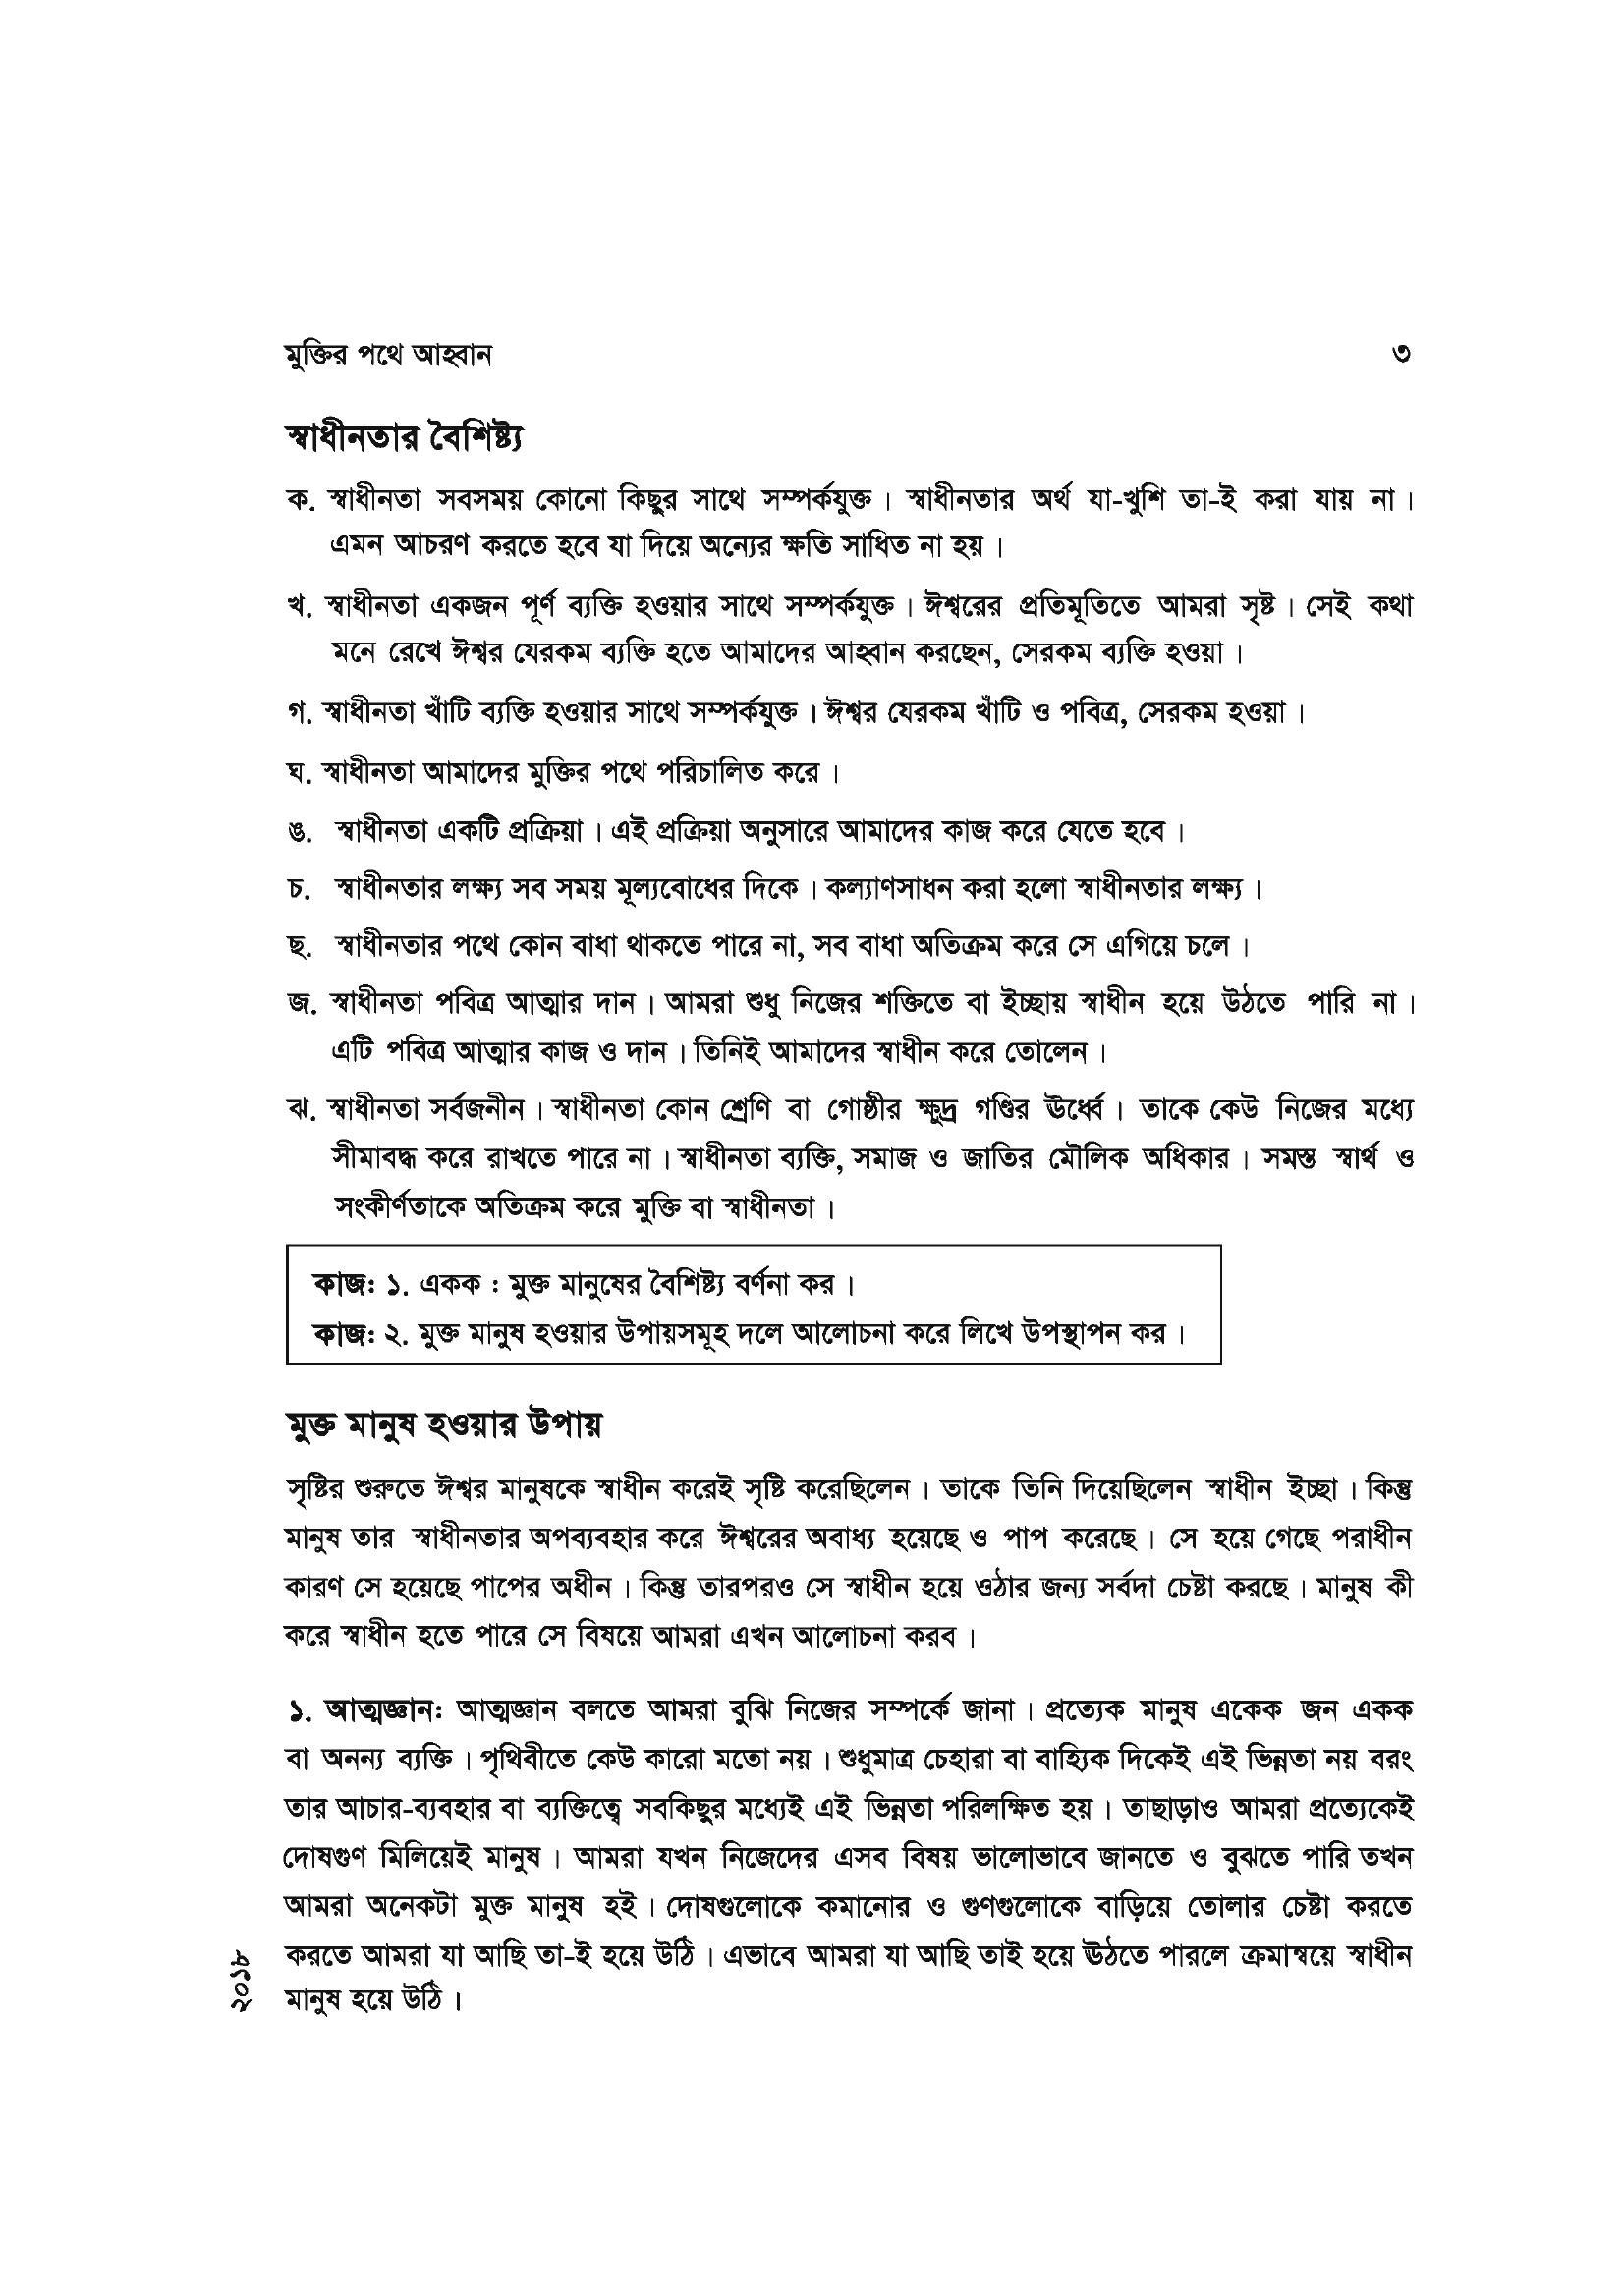 মুক্তির পথে আহ্বান ৩
স্বাধীনতার বৈশিষ্ট্য
ক. স্বাধীনতা সবসময় কোনো কিছুর সাথে সম্পর্কযুক্ত। স্বাধীনতার অর্থ যা-খুশি তা-ই করা যায় না।
এমন আচরণ করতে হবে যা দিয়ে অন্যের ক্ষতি সাধিত না হয়।
খ. স্বাধীনতা একজন পূর্ণ ব্যক্তি হওয়ার সাথে সম্পর্কযুক্ত। ঈশ্বরের প্রতিমূতিতে আমরা সৃষ্ট। সেই কথা
মনে রেখে ঈশ্বর যেরকম ব্যক্তি হতে আমাদের আহ্বান করছেন, সেরকম ব্যক্তি হওয়া।
গ. স্বাধীনতা খাঁটি ব্যক্তি হওয়ার সাথে সম্পর্কযুক্ত। ঈশ্বর যেরকম খাঁটি ও পবিত্র, সেরকম হওয়া।
ঘ. স্বাধীনতা আমাদের মুক্তির পথে পরিচালিত করে।
ঙ. স্বাধীনতা একটি প্রক্রিয়া। এই প্রক্রিয়া অনুসারে আমাদের কাজ করে যেতে হবে।
চ. স্বাধীনতার লক্ষ্য সব সময় মূল্যবোধের দিকে। কল্যাণসাধন করা হলো স্বাধীনতার লক্ষ্য।
ছ. স্বাধীনতার পথে কোন বাধা থাকতে পারে না, সব বাধা অতিক্রম করে সে এগিয়ে চলে।
জ. স্বাধীনতা পবিত্র আত্মার দান। আমরা শুধু নিজের শক্তিতে বা ইচ্ছায় স্বাধীন হয়ে উঠতে পারি না।
এটি পবিত্র আত্মার কাজ ও দান। তিনিই আমাদের স্বাধীন করে তোলেন।
ঝ. স্বাধীনতা সর্বজনীন। স্বাধীনতা কোন শ্রেণি বা গোষ্ঠীর ক্ষুদ্র গণ্ডির ঊর্ধ্বে। তাকে কেউ নিজের মধ্যে
সীমাবদ্ধ করে রাখতে পারে না। স্বাধীনতা ব্যক্তি, সমাজ ও জাতির মৌলিক অধিকার। সমস্ত স্বার্থ ও
সংকীর্ণতাকে অতিক্রম করে মুক্তি বা স্বাধীনতা।
কাজ: ১. একক : মুক্ত মানুষের বৈশিষ্ট্য বর্ণনা কর।
কাজ: ২. মুক্ত মানুষ হওয়ার উপায়সমূহ দলে আলোচনা করে লিখে উপস্থাপন কর।
মুক্ত মানুষ হওয়ার উপায়
সৃষ্টির শুরুতে ঈশ্বর মানুষকে স্বাধীন করেই সৃষ্টি করেছিলেন। তাকে তিনি দিয়েছিলেন স্বাধীন ইচ্ছা। কিন্তু
মানুষ তার স্বাধীনতার অপব্যবহার করে ঈশ্বরের অবাধ্য হয়েছে ও পাপ করেছে। সে হয়ে গেছে পরাধীন
কারণ সে হয়েছে পাপের অধীন। কিন্তু তারপরও সে স্বাধীন হয়ে ওঠার জন্য সর্বদা চেষ্টা করছে। মানুষ কী
করে স্বাধীন হতে পারে সে বিষয়ে আমরা এখন আলোচনা করব।
১. আত্মজ্ঞান: আত্মজ্ঞান বলতে আমরা বুঝি নিজের সম্পর্কে জানা। প্রত্যেক মানুষ একেক জন একক
বা অনন্য ব্যক্তি। পৃথিবীতে কেউ কারো মতো নয়। শুধুমাত্র চেহারা বা বাহ্যিক দিকেই এই ভিন্নতা নয় বরং
তার আচার-ব্যবহার বা ব্যক্তিত্বে সবকিছুর মধ্যেই এই ভিন্নতা পরিলক্ষিত হয়। তাছাড়াও আমরা প্রত্যেকেই
দোষগুণ মিলিয়েই মানুষ। আমরা যখন নিজেদের এসব বিষয় ভালোভাবে জানতে ও বুঝতে পারি তখন
আমরা অনেকটা মুক্ত মানুষ হই। দোষগুলোকে কমানোর ও গুণগুলোকে বাড়িয়ে তোলার চেষ্টা করতে
করতে আমরা যা আছি তা-ই হয়ে উঠি। এভাবে আমরা যা আছি তাই হয়ে ঊঠতে পারলে ক্রমান্বয়ে স্বাধীন
মানুষ হয়ে উঠি।
২০১৮